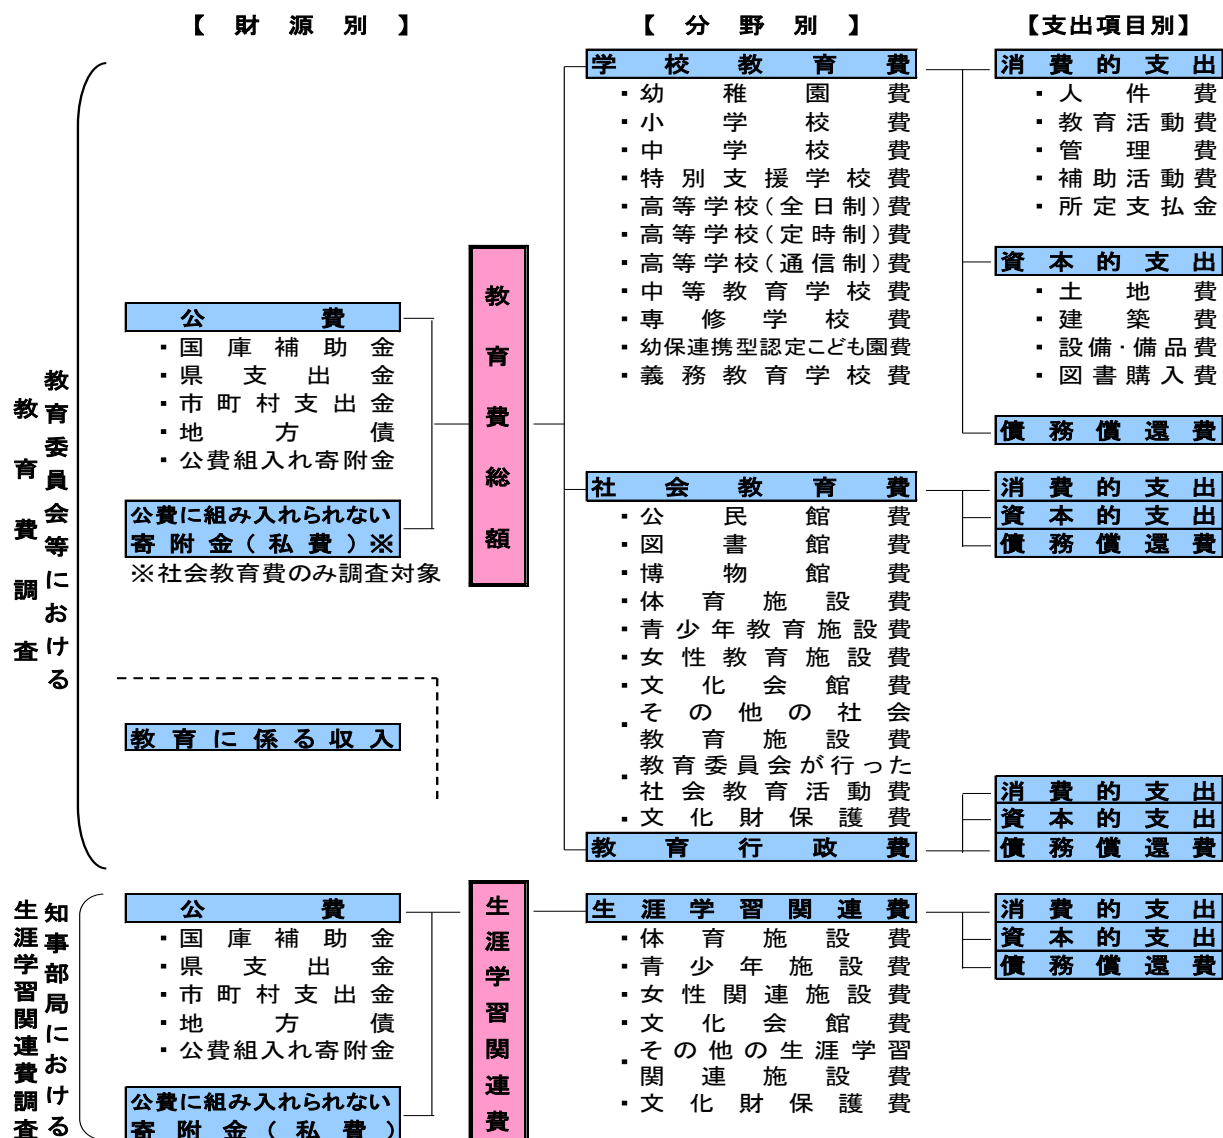 【財源別】
【分野別】
【支出項目別】
教育委員会等における
教育費調査
公費
・国庫補助金
・県支出金
・市町村支出金
・地方債
・公費組入れ寄附金
公費に組み入れられない
寄附金(私費)※
※社会教育費のみ調査対象
教育に係る収入
教育費総額
学校教育費
・幼稚園費
・小学校費
・中学校費
・特別支援学校費
・高等学校(全日制)費
・高等学校(定時制)費
・高等学校(通信制)費
・中等教育学校費
・専修学校費
・幼保連携型認定こども園費
・義務教育学校費
消費的支出
・人件費
・教育活動費
・管理費
・補助活動費
・所定支払金
資本的支出
・土地費
・建築費
・設備・備品費
・図書購入費
債務償還費
社会教育費
・公民館費
・図書館費
・博物館費
・体育施設費
・青少年教育施設費
・女性教育施設費
・文化会館費
・その他の社会
教育施設費
・教育委員会が行った
社会教育活動費
・文化財保護費
消費的支出
資本的支出
債務償還費
教育行政費
消費的支出
資本的支出
債務償還費
知事部局における
生涯学習関連費調査
公費
・国庫補助金
・県支出金
・市町村支出金
・地方債
・公費組入れ寄附金
公費に組み入れられない
寄附金(私費)
生涯学習関連費
生涯学習関連費
・体育施設費
・青少年施設費
・女性関連施設費
・文化会館費
・その他の生涯学習
関連施設費
・文化財保護費
消費的支出
資本的支出
債務償還費